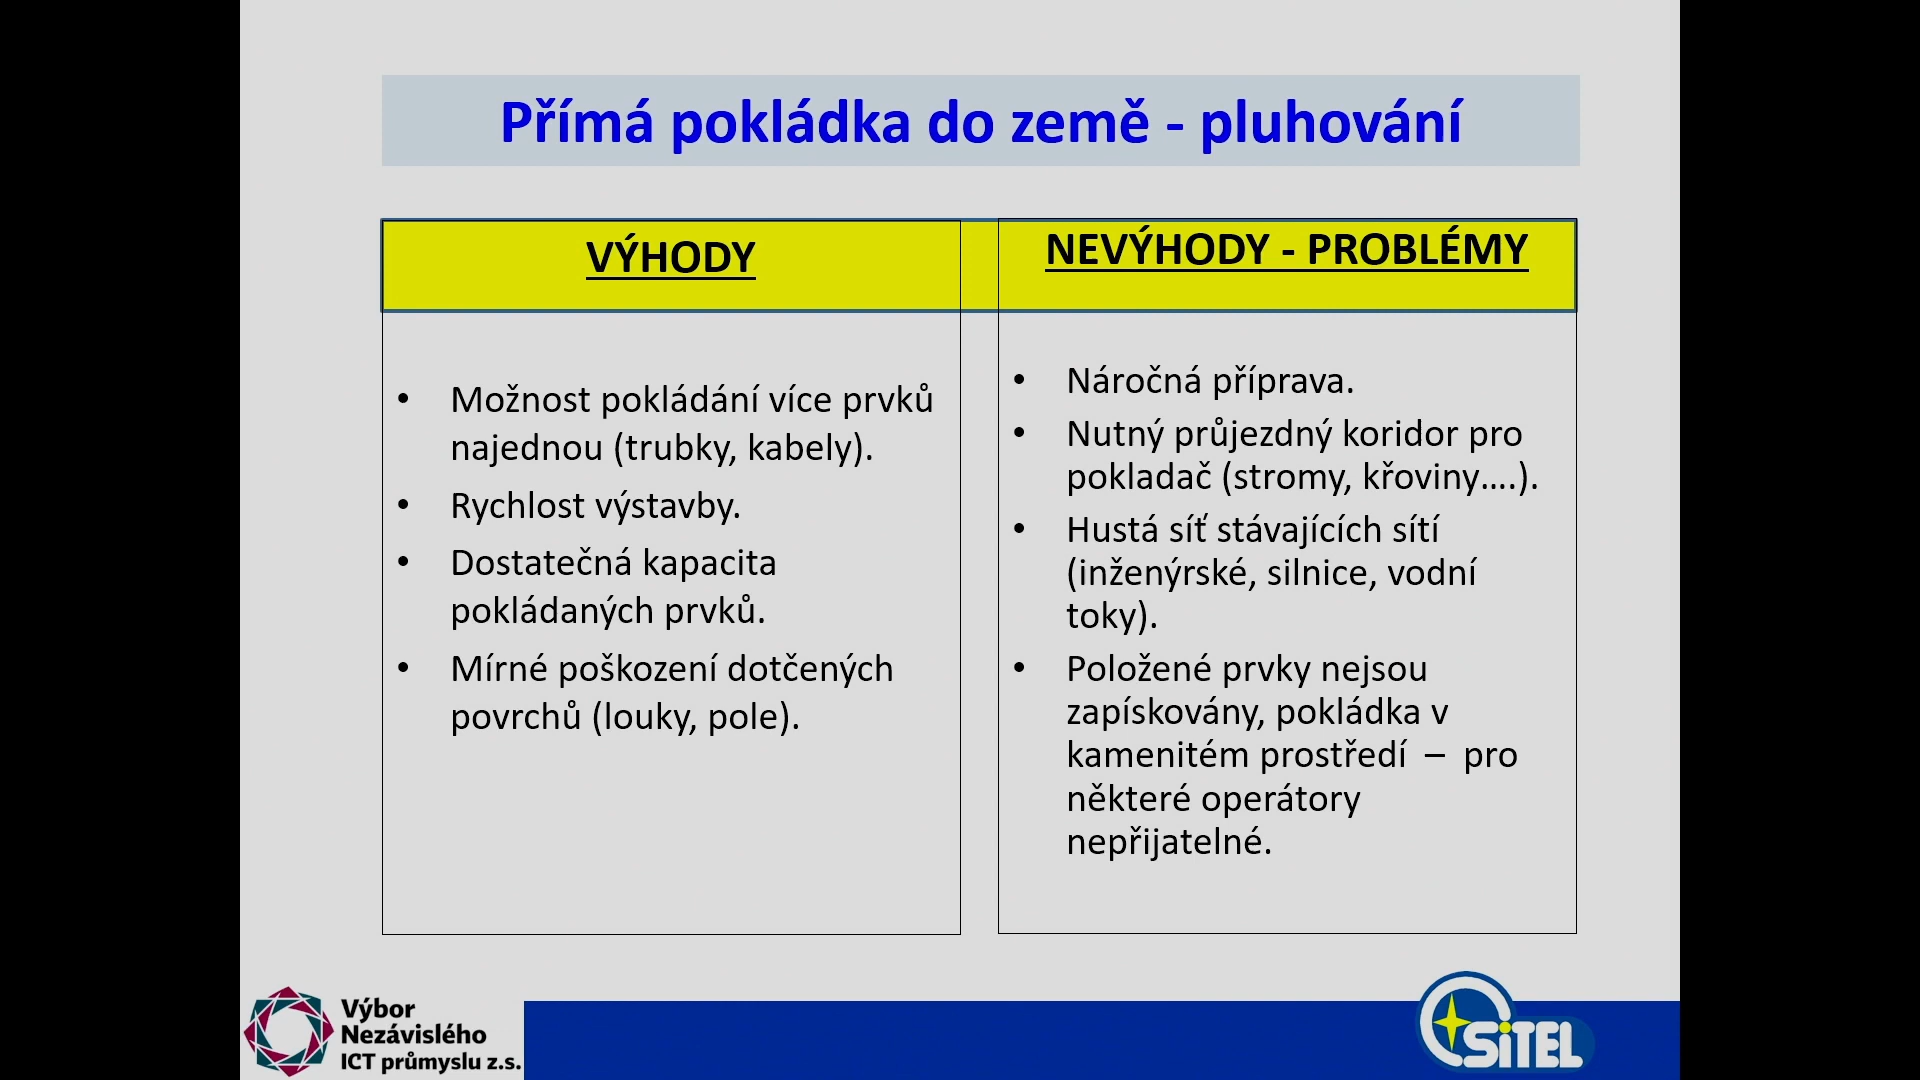 Přímá pokládka do země - pluhování
VÝHODY
• Možnost pokládání více prvků
najednou (trubky, kabely).
• Rychlost výstavby.
• Dostatečná kapacita
pokládaných prvků.
• Mírné poškození dotčených
povrchů (louky, pole).
NEVÝHODY - PROBLÉMY
• Náročná příprava.
• Nutný průjezdný koridor pro
pokladač (stromy, křoviny….).
• Hustá síť stávajících sítí
(inženýrské, silnice, vodní
toky).
• Položené prvky nejsou
zapískovány, pokládka v
kamenitém prostředí – pro
některé operátory
nepřijatelné.
Výbor
Nezávislého
ICT průmyslu z.s.
SiTEL